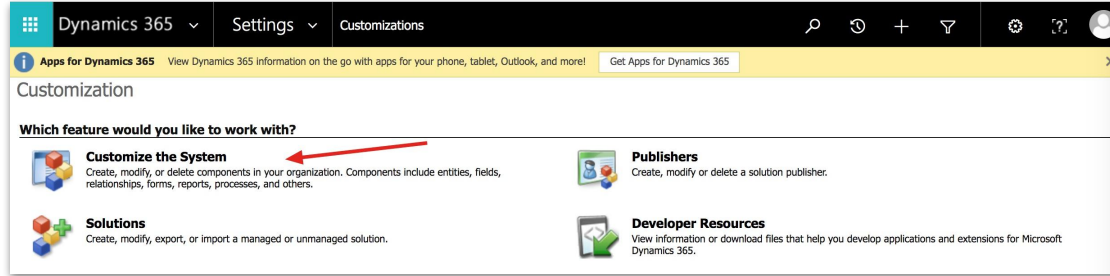 Dynamics 365 Settings Customizations
Apps for Dynamics 365 View Dynamics 365 information on the go with apps for your phone, tablet, Outlook, and more! Get Apps for Dynamics 365
Customization
Which feature would you like to work with?
Customize the System
Create, modify, or delete components in your organization. Components include entities, fields,
relationships, forms, reports, processes, and others.
Publishers
Create, modify or delete a solution publisher.
Solutions
Create, modify, export, or import a managed or unmanaged solution.
Developer Resources
View information or download files that help you develop applications and extensions for Microsoft
Dynamics 365.